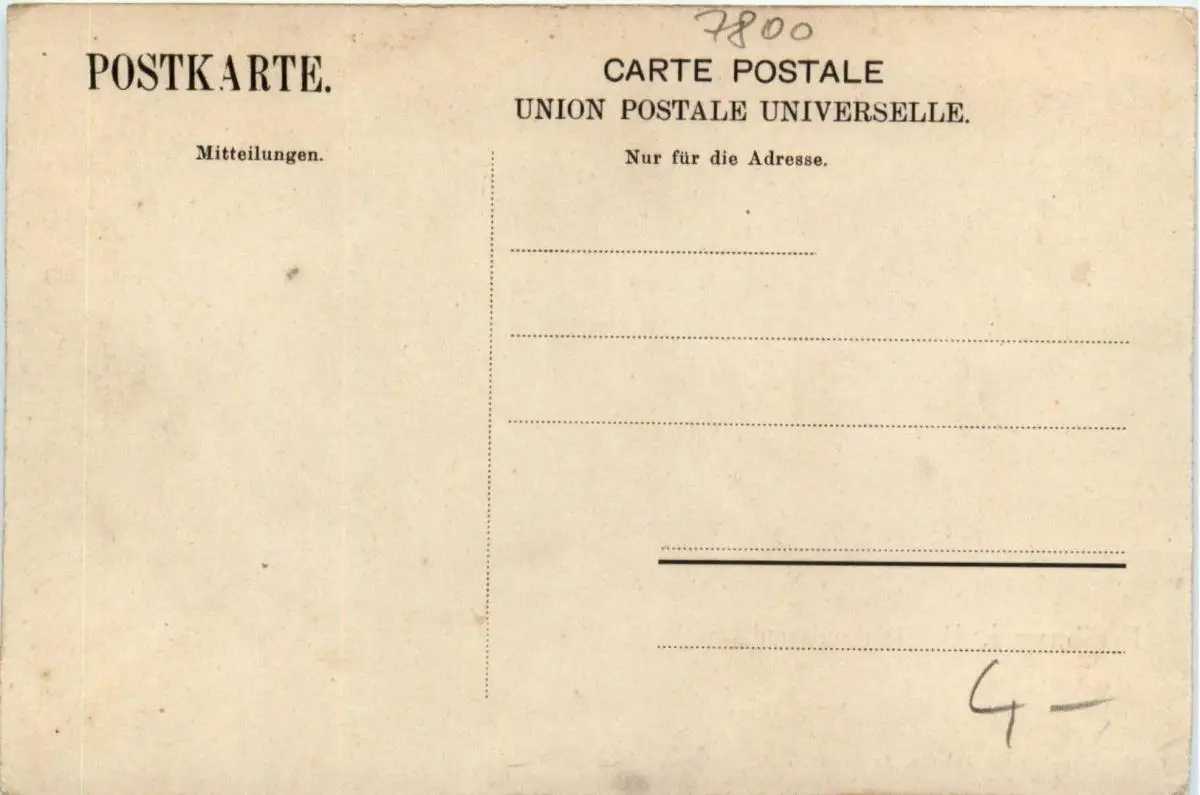 7800
POSTKARTE.
CARTE POSTALE
UNION POSTALE UNIVERSELLE.
Mitteilungen.
Nur für die Adresse.
4 –